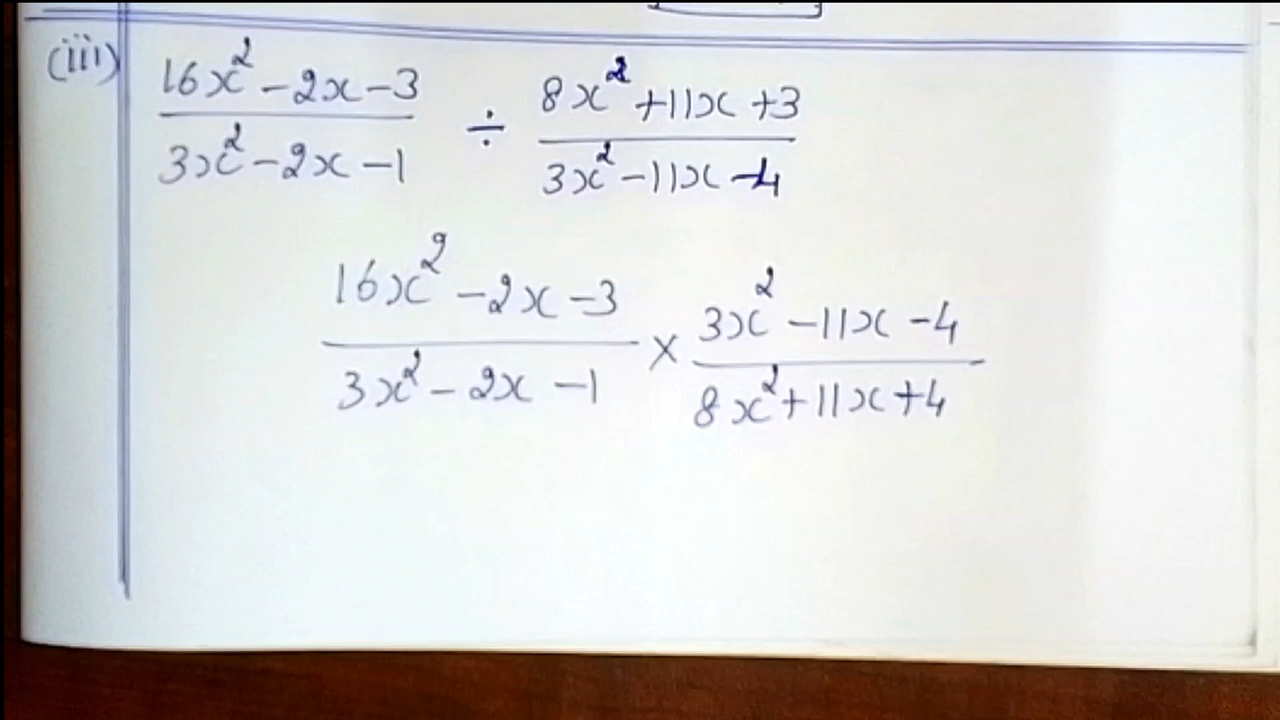 (iii) 16x² - 2x - 3 / 3x² - 2x - 1 ÷ 8x² + 11x + 3 / 3x² - 11x - 4
16x² - 2x - 3 / 3x² - 2x - 1 × 3x² - 11x - 4 / 8x² + 11x + 4